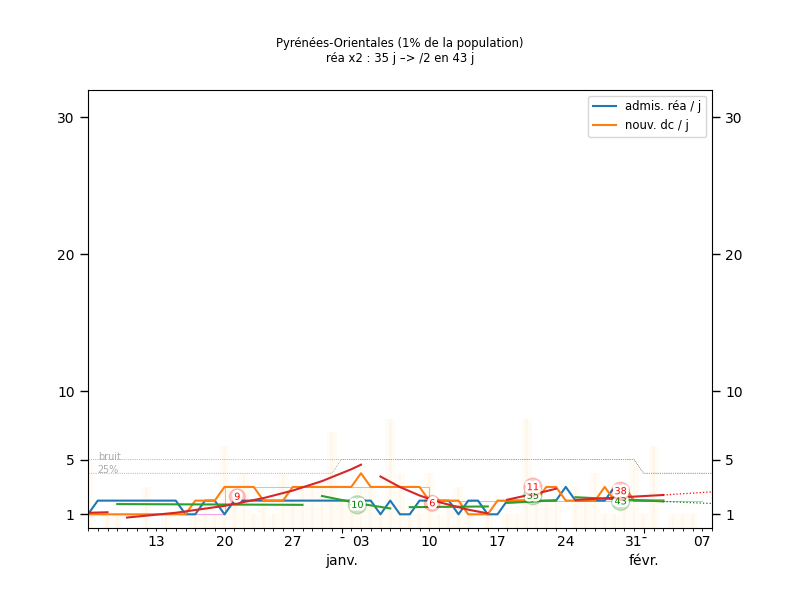 Pyrénées-Orientales (1% de la population)
réa x2 : 35 j –> /2 en 43 j
admis. réa / j
nouv. dc / j
30 30
20 20
10 10
5 5
1 1
bruit
25%
9
10
6
11
35
38
43
13 20 27 - 03 10 17 24 31 - 07
janv. févr.